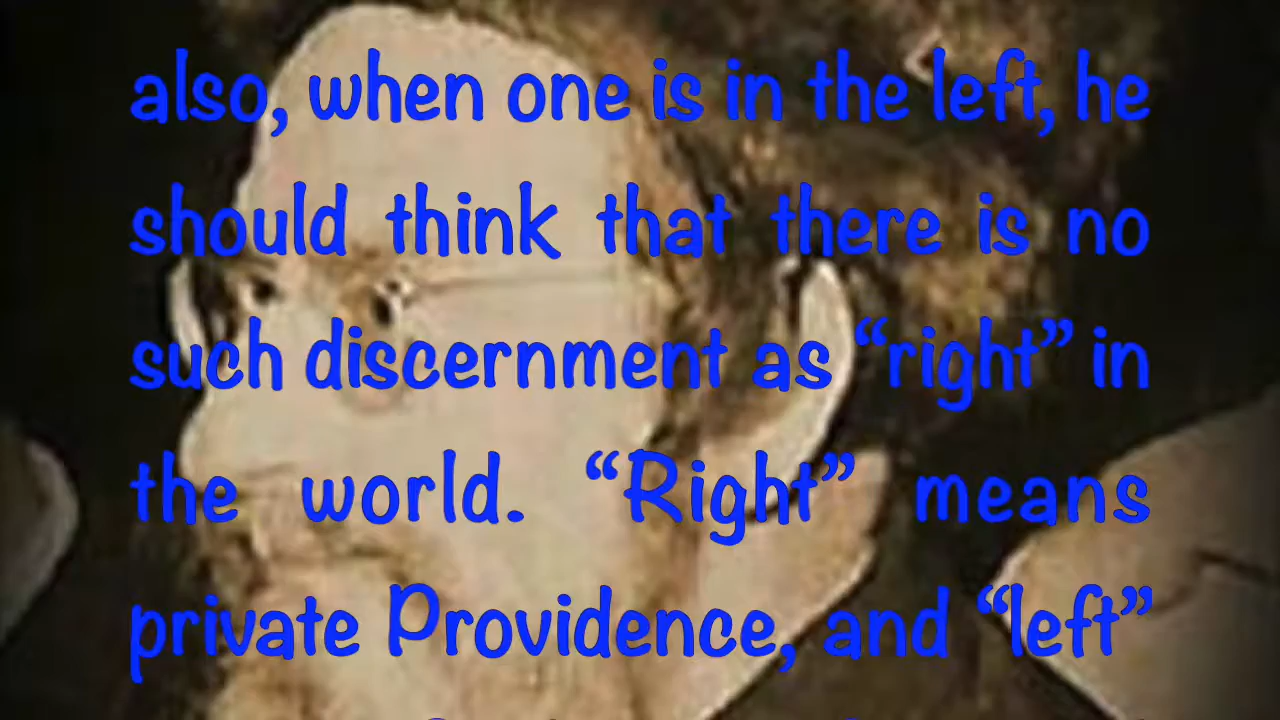 also, when one is in the left, he
should think that there is no
such discernment as “right” in
the world. “Right” means
private Providence, and “left”